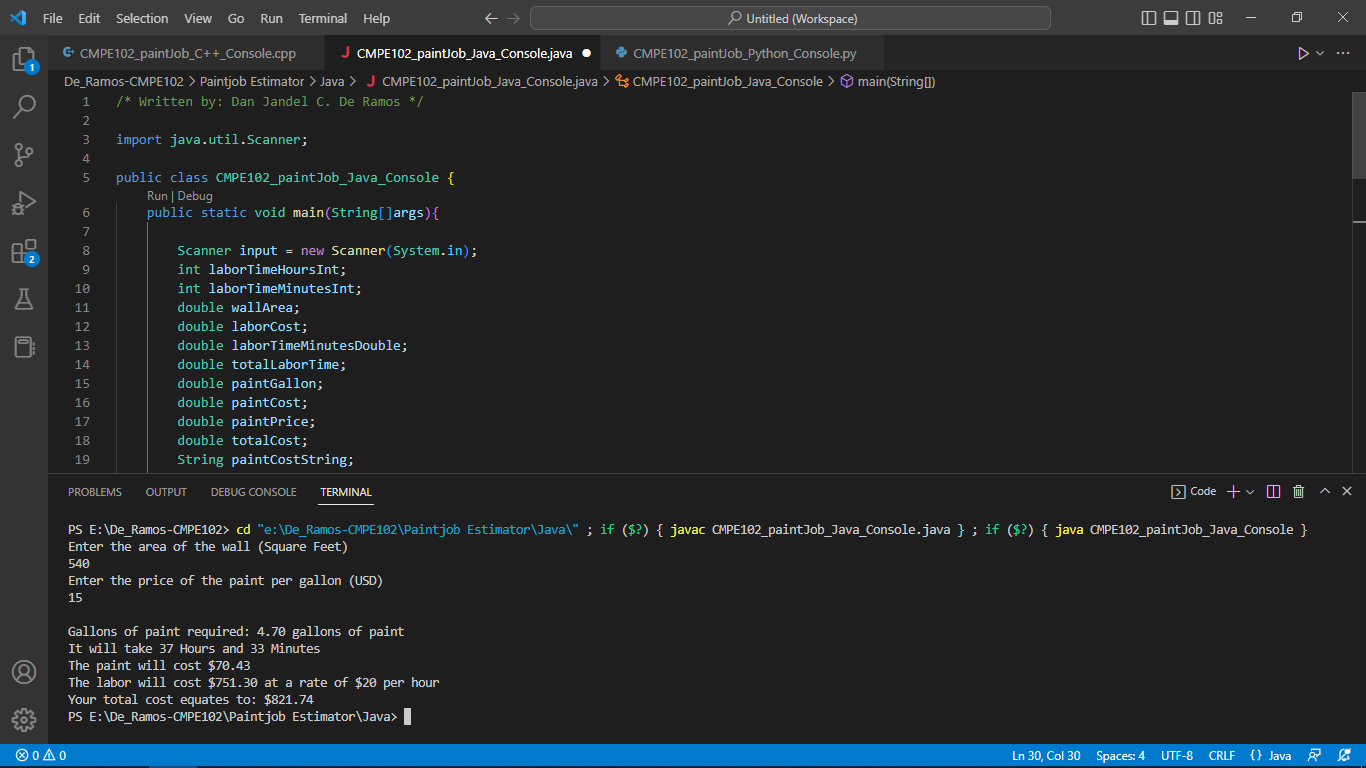 File Edit Selection View Go Run Terminal Help Untitled (Workspace)
CMPE102_paintJob_C++_Console.cpp CMPE102_paintJob_Java_Console.java CMPE102_paintJob_Python_Console.py
De_Ramos-CMPE102 > Paintjob Estimator > Java > J CMPE102_paintJob_Java_Console.java > CMPE102_paintJob_Java_Console > main(String[])
1 /* Written by: Dan Jandel C. De Ramos */
2
3 import java.util.Scanner;
4
5 public class CMPE102_paintJob_Java_Console {
Run | Debug
6 public static void main(String[]args){
7
8 Scanner input = new Scanner(System.in);
9 int laborTimeHoursInt;
10 int laborTimeMinutesInt;
11 double wallArea;
12 double laborCost;
13 double laborTimeMinutesDouble;
14 double totalLaborTime;
15 double paintGallon;
16 double paintCost;
17 double paintPrice;
18 double totalCost;
19 String paintCostString;
1
2
PROBLEMS OUTPUT DEBUG CONSOLE TERMINAL Code
PS E:\De_Ramos-CMPE102> cd "e:\De_Ramos-CMPE102\Paintjob Estimator\Java\" ; if ($?) { javac CMPE102_paintJob_Java_Console.java } ; if ($?) { java CMPE102_paintJob_Java_Console }
Enter the area of the wall (Square Feet)
540
Enter the price of the paint per gallon (USD)
15
Gallons of paint required: 4.70 gallons of paint
It will take 37 Hours and 33 Minutes
The paint will cost $70.43
The labor will cost $751.30 at a rate of $20 per hour
Your total cost equates to: $821.74
PS E:\De_Ramos-CMPE102\Paintjob Estimator\Java>
0 0 Ln 30, Col 30 Spaces: 4 UTF-8 CRLF {} Java